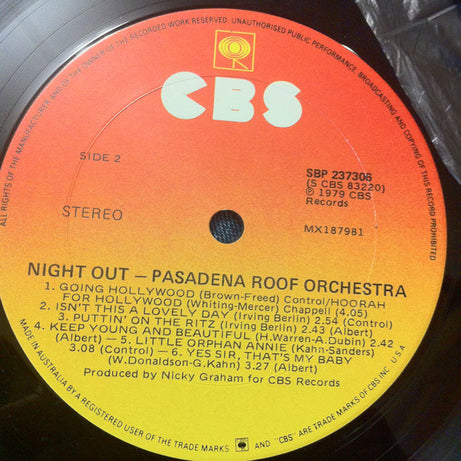 CBS
SIDE 2
STEREO
SBP 237306
(S CBS 83220)
℗ 1979 CBS
Records
MX187981
NIGHT OUT – PASADENA ROOF ORCHESTRA
1. GOING HOLLYWOOD (Brown-Freed) Control/HOORAH
FOR HOLLYWOOD (Whiting-Mercer) Chappell (4.05)
2. ISN'T THIS A LOVELY DAY (Irving Berlin) 2.54 (Control)
3. PUTTIN' ON THE RITZ (Irving Berlin) 2.43 (Albert)
4. KEEP YOUNG AND BEAUTIFUL (H.Warren-A.Dubin) 2.42
(Albert) – 5. LITTLE ORPHAN ANNIE (Kahn-Sanders)
3.08 (Control) – 6. YES SIR, THAT'S MY BABY
(W.Donaldson-G.Kahn) 3.27 (Albert)
Produced by Nicky Graham for CBS Records
ALL RIGHTS OF THE MANUFACTURER AND OF THE OWNER OF THE RECORDED WORK RESERVED. UNAUTHORISED PUBLIC PERFORMANCE, BROADCASTING AND COPYING OF THIS RECORD PROHIBITED
MADE IN AUSTRALIA BY A REGISTERED USER OF THE TRADE MARKS AND "CBS" ARE TRADE MARKS OF CBS INC. U.S.A.